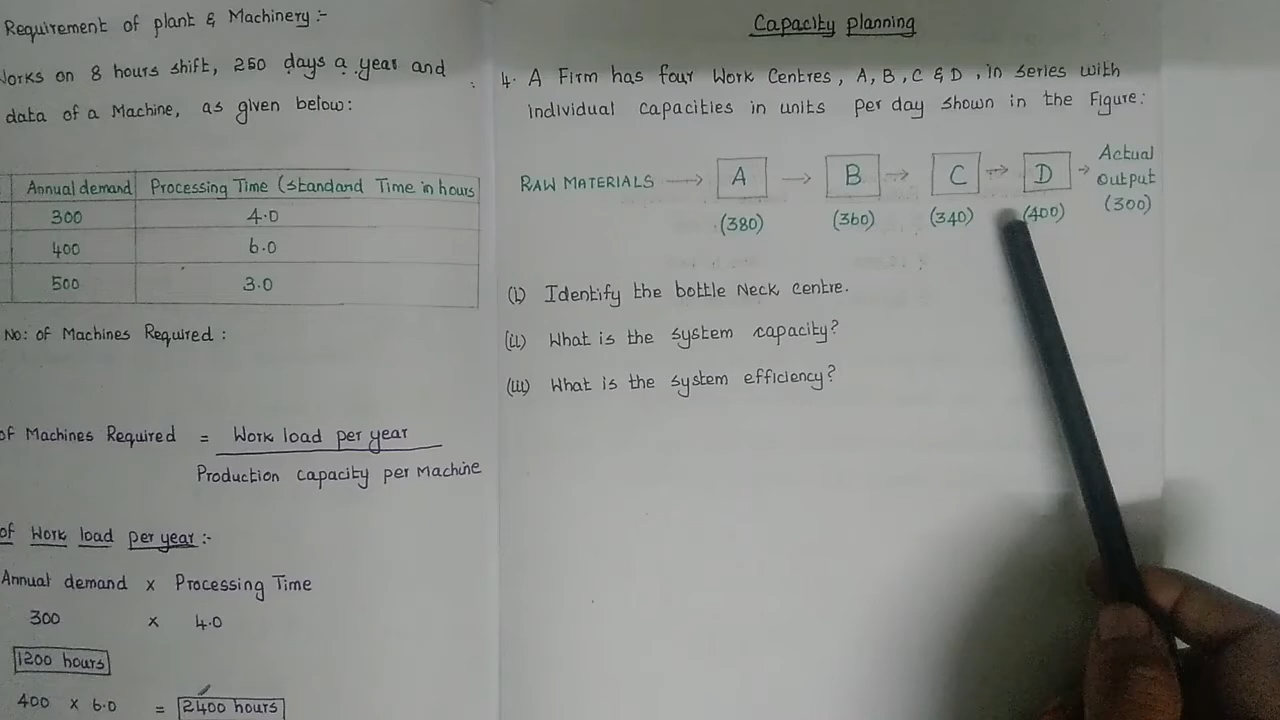 Requirement of plant & Machinery :-
Works on 8 hours shift, 250 days a year and
data of a Machine, as given below:
Annual demand Processing Time (Standand Time in hours
300 4.0
400 6.0
500 3.0
No: of Machines Required :
of Machines Required = Work load per year
Production capacity per Machine
of Work load per year :-
Annual demand x Processing Time
300 x 4.0
1200 hours
400 x 6.0 = 2400 hours
Capacity planning
4. A Firm has four Work Centres, A, B, C & D, in series with
individual capacities in units per day shown in the Figure:
RAW MATERIALS → A → B → C → D → Actual
output
(380) (360) (340) (400) (300)
(i) Identify the bottle Neck centre.
(ii) What is the system capacity?
(iii) What is the system efficiency?